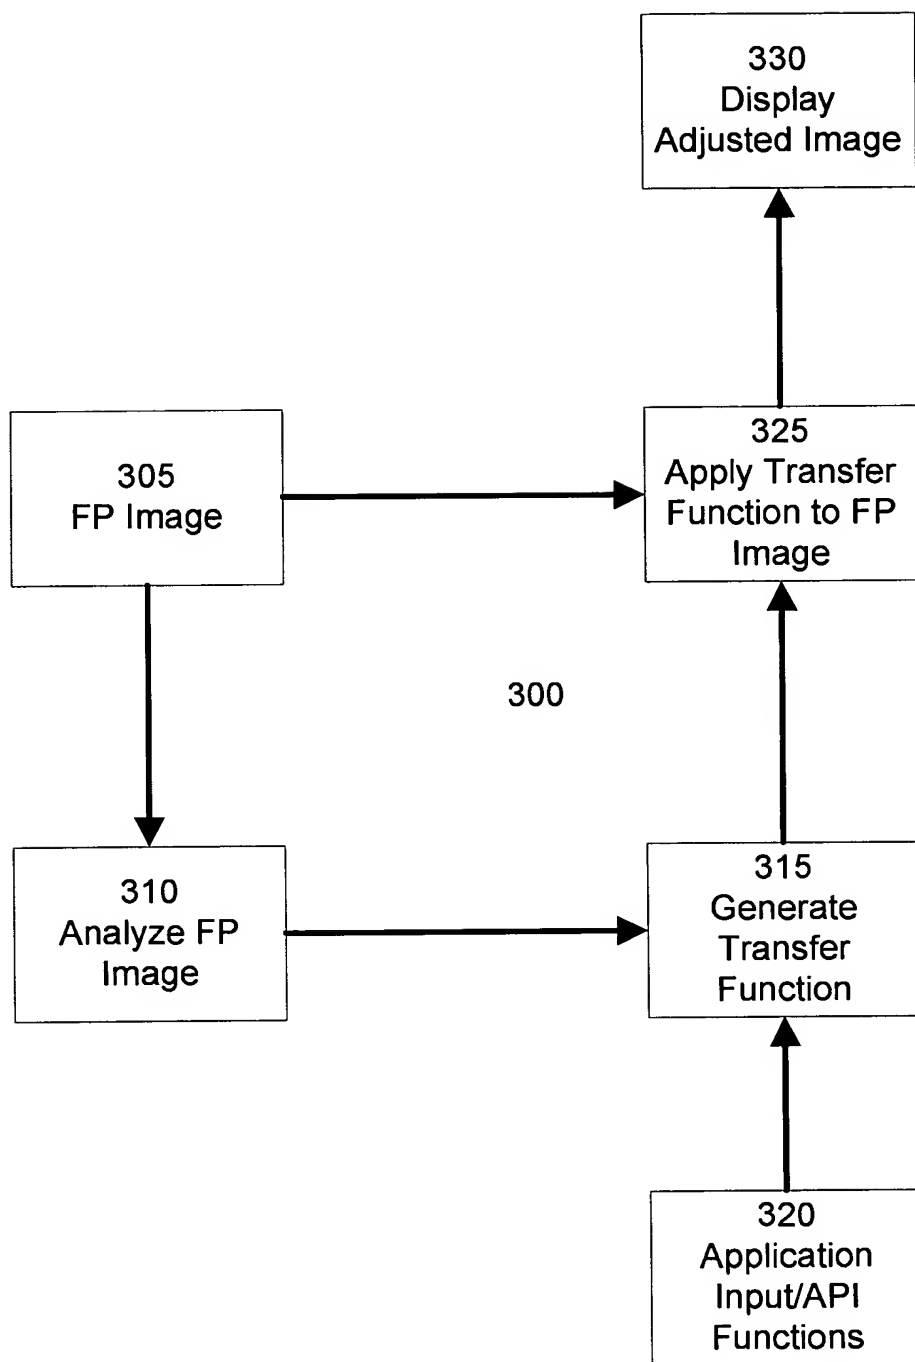 330
Display
Adjusted Image
305
FP Image
325
Apply Transfer
Function to FP
Image
300
310
Analyze FP
Image
315
Generate
Transfer
Function
320
Application
Input/API
Functions